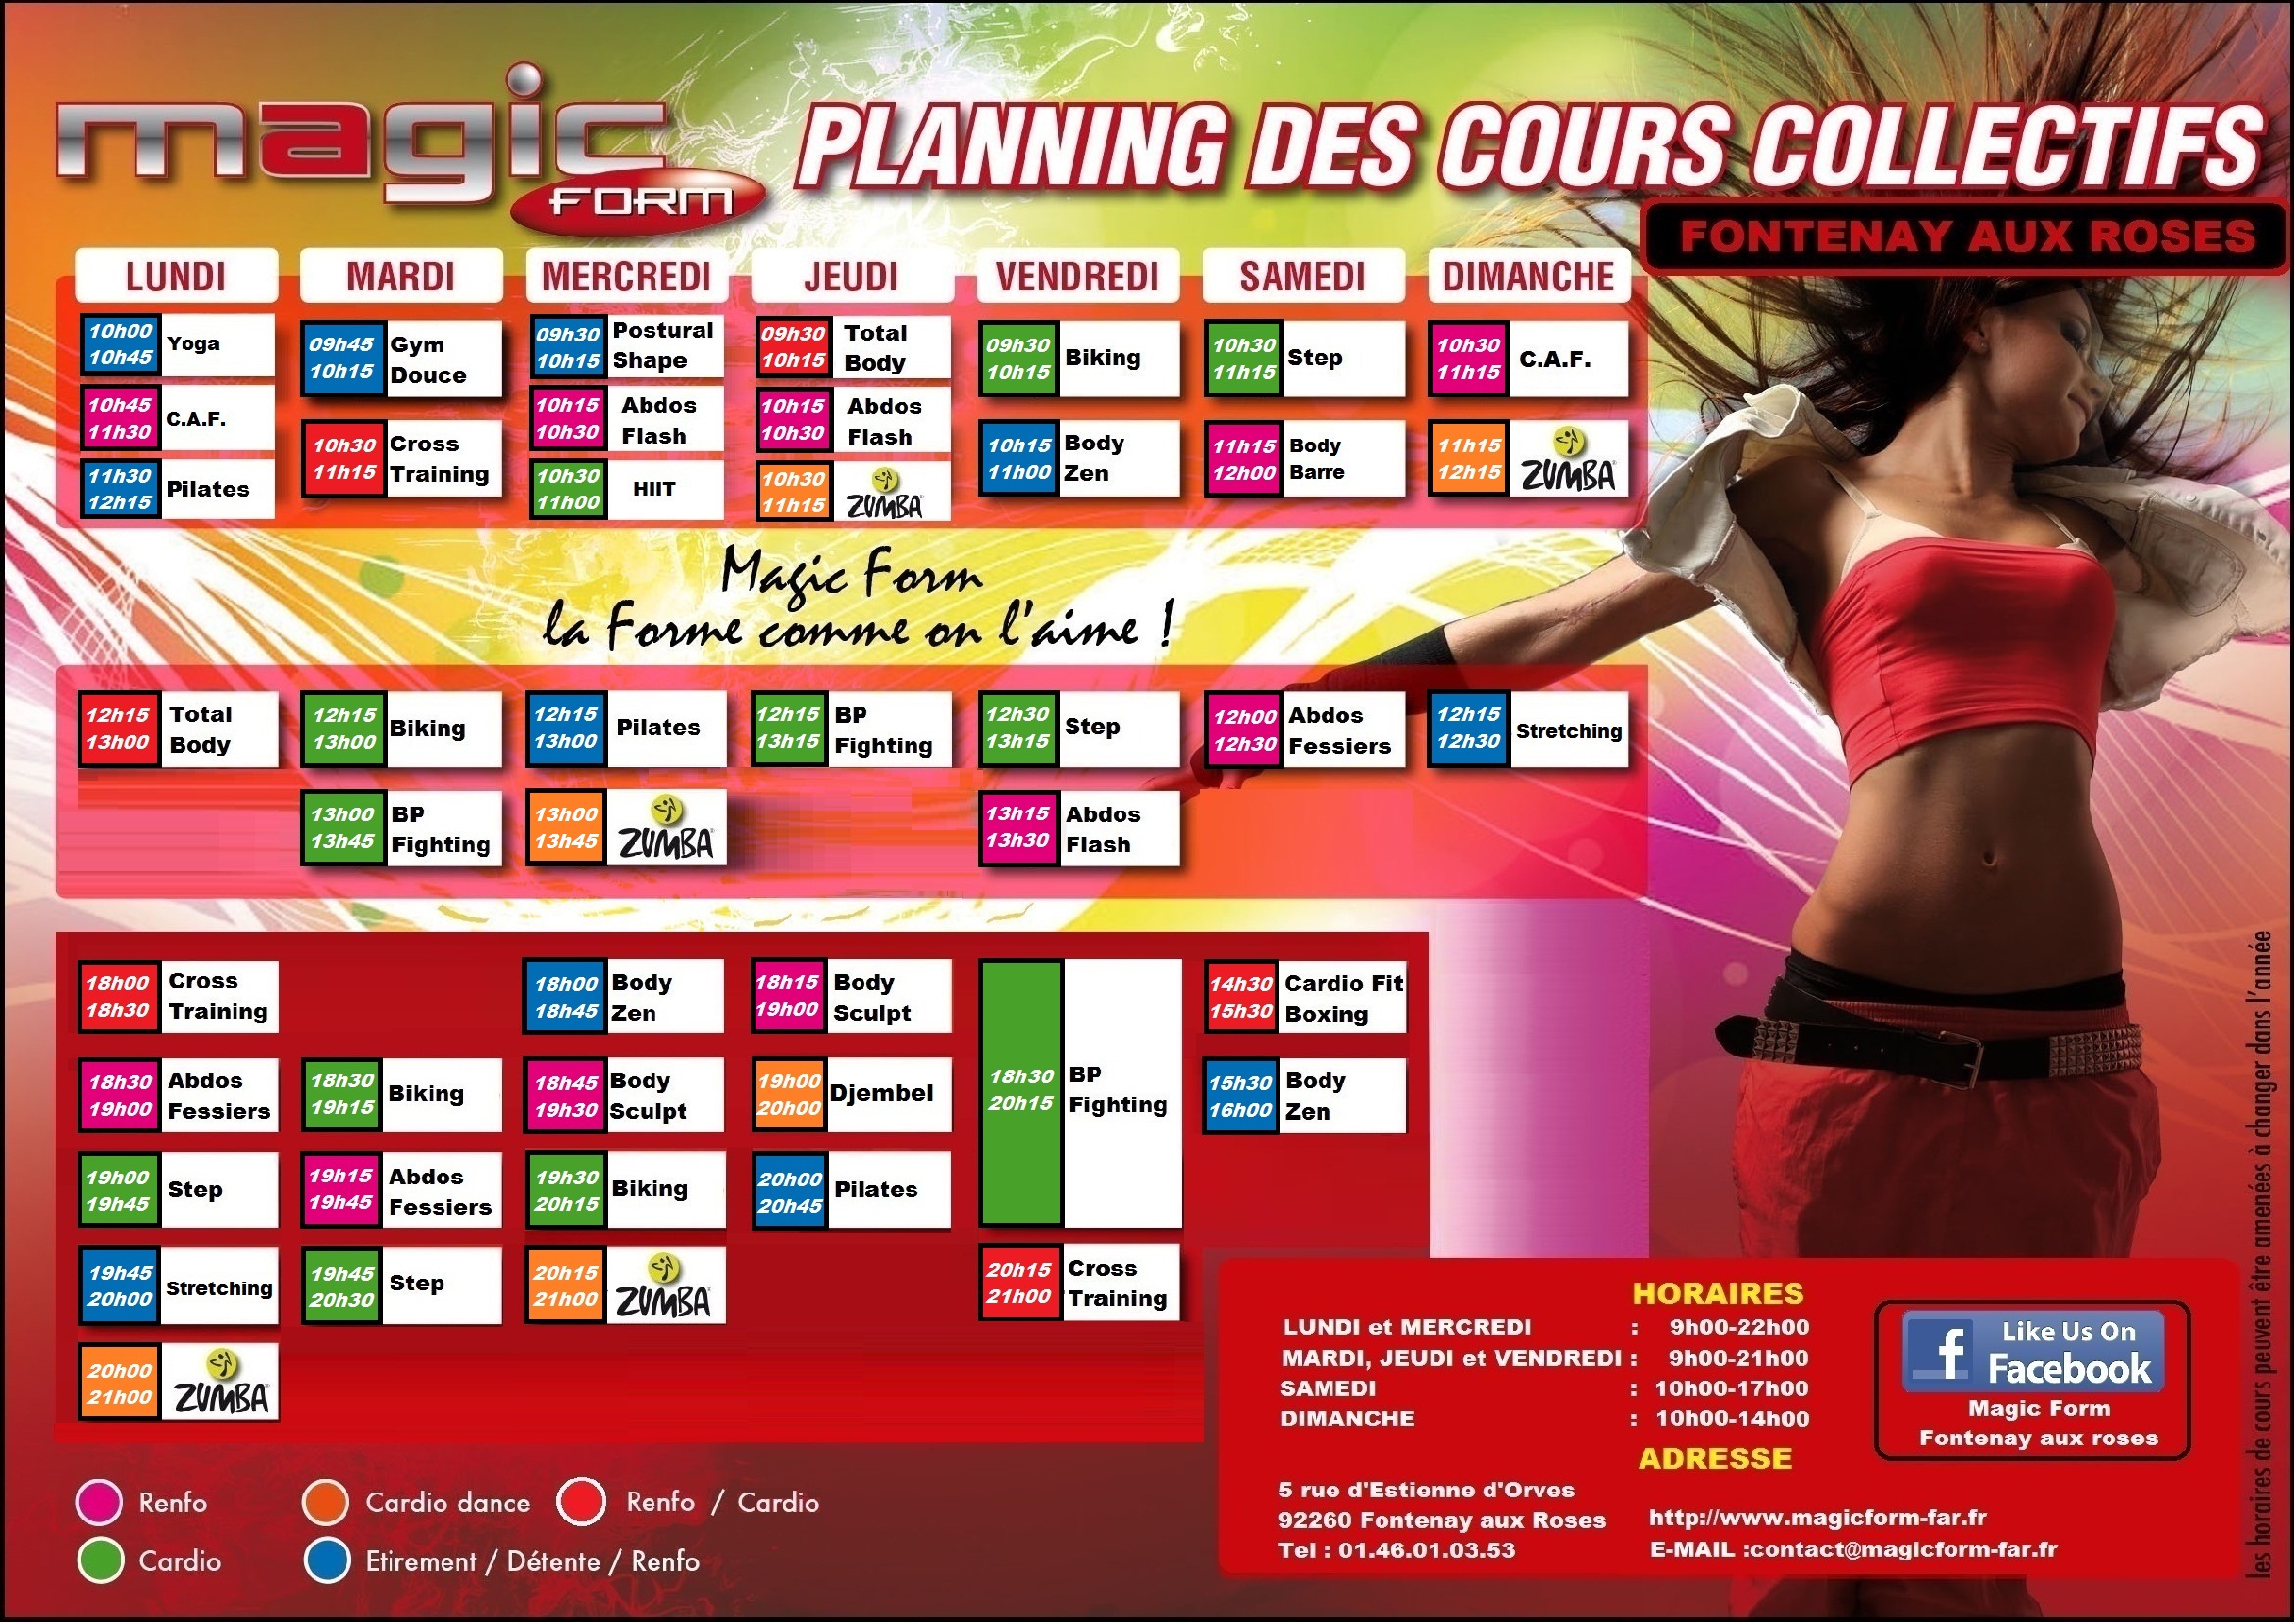 magic FORM
PLANNING DES COURS COLLECTIFS
FONTENAY AUX ROSES
LUNDI
10h00 Yoga
10h45
10h45 C.A.F.
11h30
11h30 Pilates
12h15
MARDI
09h45 Gym
10h15 Douce
10h30 Cross
11h15 Training
MERCREDI
09h30 Postural
10h15 Shape
10h15 Abdos
10h30 Flash
10h30 HIIT
11h00
JEUDI
09h30 Total
10h15 Body
10h15 Abdos
10h30 Flash
10h30 ZUMBA
11h15
VENDREDI
09h30 Biking
10h15
10h15 Body
11h00 Zen
SAMEDI
10h30 Step
11h15
11h15 Body
12h00 Barre
DIMANCHE
10h30 C.A.F.
11h15
11h15 ZUMBA
12h15
Magic Form
la Forme comme on l'aime !
12h15 Total
13h00 Body
12h15 Biking
13h00
13h00 BP
13h45 Fighting
12h15 Pilates
13h00
13h00 ZUMBA
13h45
12h15 BP
13h15 Fighting
12h30 Step
13h15
13h15 Abdos
13h30 Flash
12h00 Abdos
12h30 Fessiers
12h15 Stretching
12h30
18h00 Cross
18h30 Training
18h30 Abdos
19h00 Fessiers
19h00 Step
19h45
19h45 Stretching
20h00
20h00 ZUMBA
21h00
18h30 Biking
19h15
19h15 Abdos
19h45 Fessiers
19h45 Step
20h30
18h00 Body
18h45 Zen
18h45 Body
19h30 Sculpt
19h30 Biking
20h15
20h15 ZUMBA
21h00
18h15 Body
19h00 Sculpt
19h00 Djembel
20h00
20h00 Pilates
20h45
18h30 BP
20h15 Fighting
20h15 Cross
21h00 Training
14h30 Cardio Fit
15h30 Boxing
15h30 Body
16h00 Zen
Renfo
Cardio dance
Renfo / Cardio
Cardio
Etirement / Détente / Renfo
HORAIRES
LUNDI et MERCREDI : 9h00-22h00
MARDI, JEUDI et VENDREDI : 9h00-21h00
SAMEDI : 10h00-17h00
DIMANCHE : 10h00-14h00
ADRESSE
5 rue d'Estienne d'Orves
92260 Fontenay aux Roses
Tel : 01.46.01.03.53
http://www.magicform-far.fr
E-MAIL :contact@magicform-far.fr
f Like Us On
Facebook
Magic Form
Fontenay aux roses
les horaires de cours peuvent être amenées à changer dans l'année